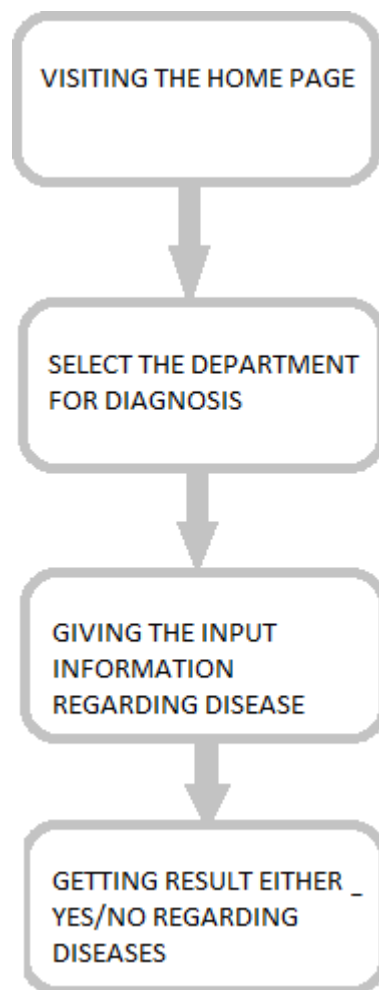 VISITING THE HOME PAGE
SELECT THE DEPARTMENT
FOR DIAGNOSIS
GIVING THE INPUT
INFORMATION
REGARDING DISEASE
GETTING RESULT EITHER _
YES/NO REGARDING
DISEASES